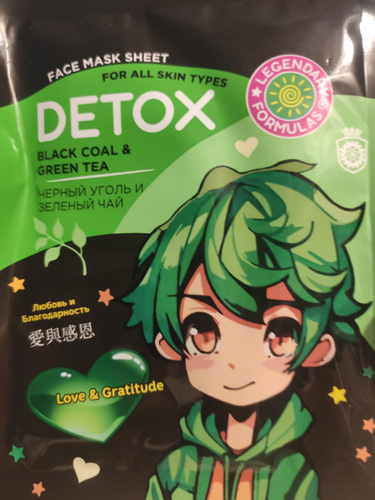 FACE MASK SHEET
FOR ALL SKIN TYPES
LEGENDARY
FORMULAS
DETOX
BLACK COAL &
GREEN TEA
ЧЕРНЫЙ УГОЛЬ И
ЗЕЛЕНЫЙ ЧАЙ
Любовь и
Благодарность
愛與感恩
Love & Gratitude